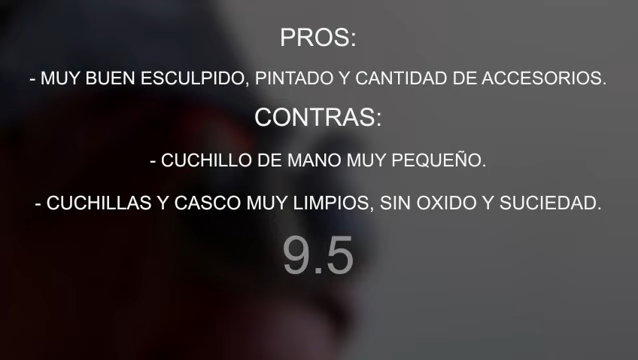 PROS:
- MUY BUEN ESCULPIDO, PINTADO Y CANTIDAD DE ACCESORIOS.
CONTRAS:
- CUCHILLO DE MANO MUY PEQUEÑO.
- CUCHILLAS Y CASCO MUY LIMPIOS, SIN OXIDO Y SUCIEDAD.
9.5